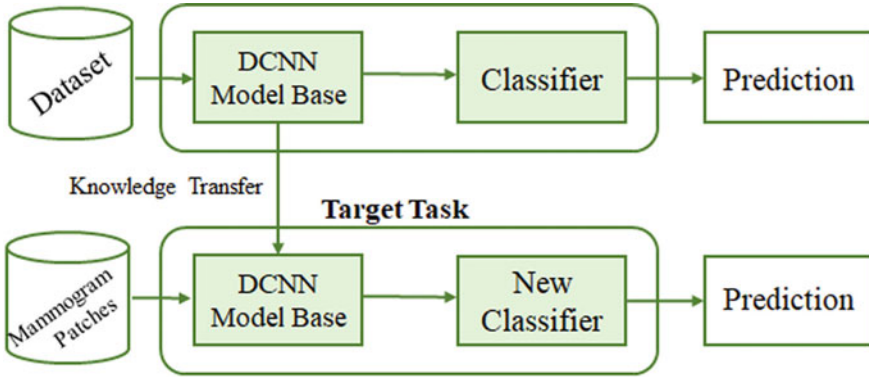 Dataset
DCNN
Model Base
Classifier
Prediction
Knowledge Transfer
Target Task
Mammogram
Patches
DCNN
Model Base
New
Classifier
Prediction